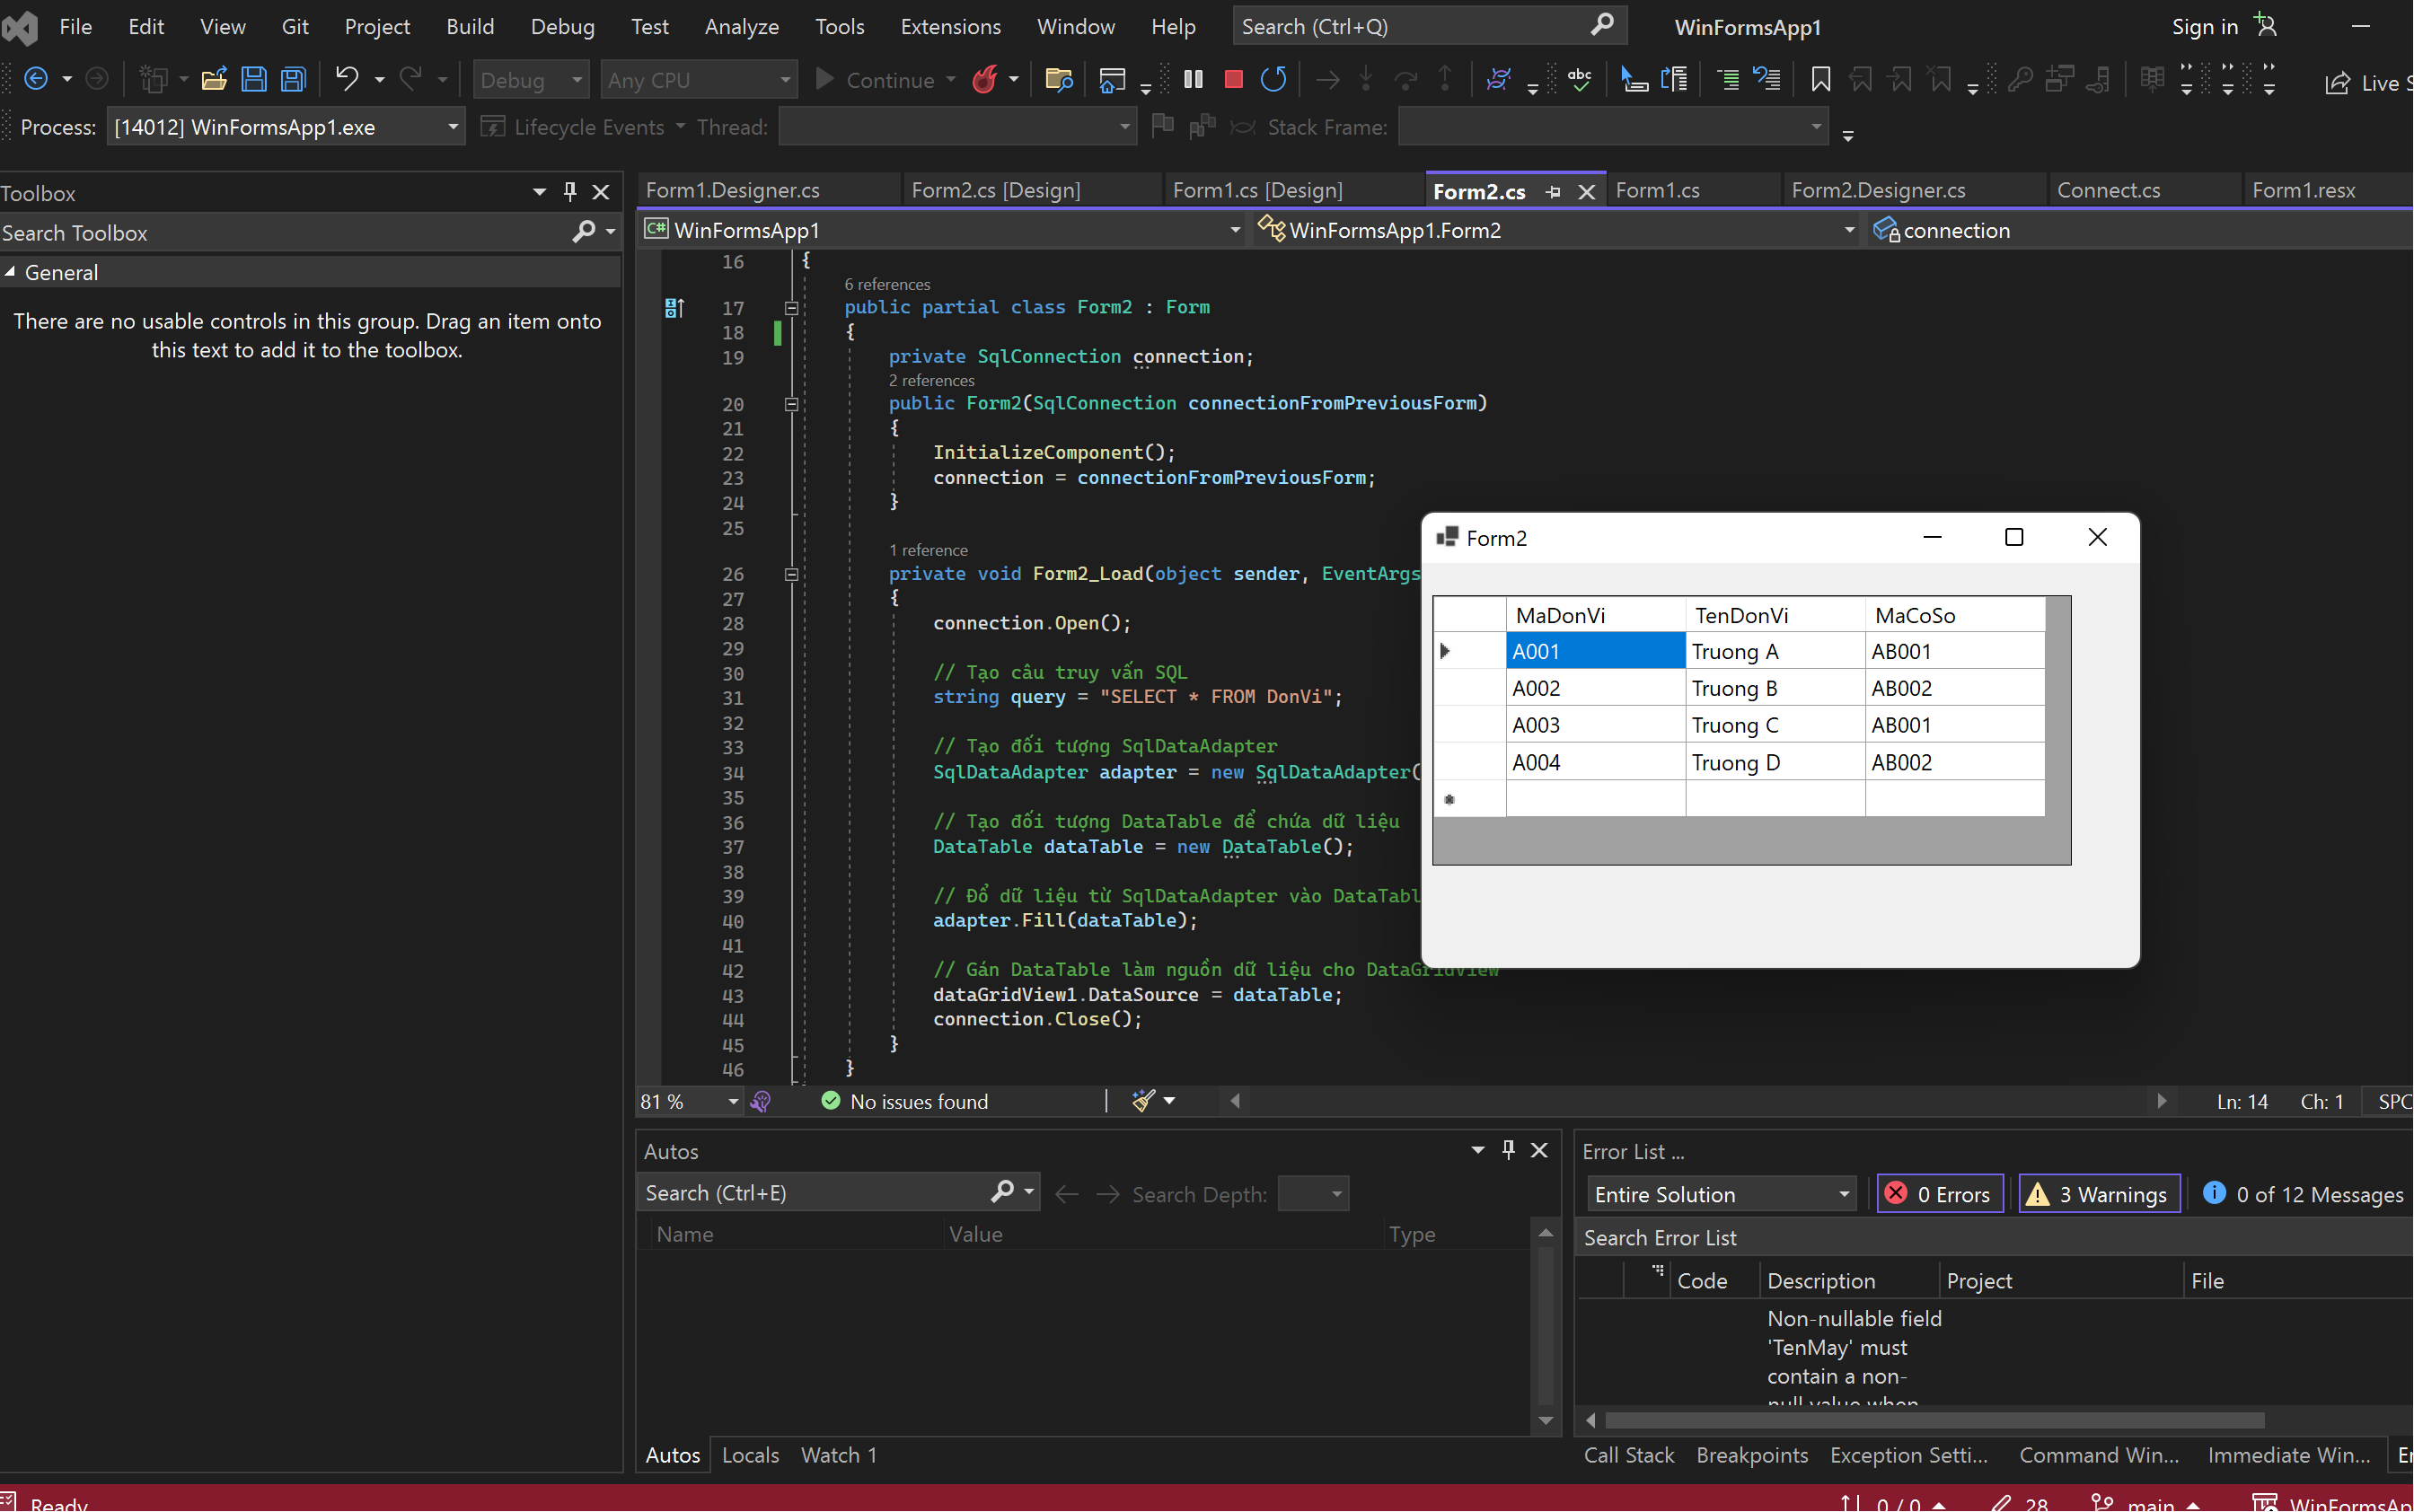 File Edit View Git Project Build Debug Test Analyze Tools Extensions Window Help Search (Ctrl+Q) WinFormsApp1 Sign in
Debug Any CPU Continue Live S
Process: [14012] WinFormsApp1.exe Lifecycle Events Thread: Stack Frame:
Toolbox
Search Toolbox
General
There are no usable controls in this group. Drag an item onto
this text to add it to the toolbox.
Form1.Designer.cs Form2.cs [Design] Form1.cs [Design] Form2.cs Form1.cs Form2.Designer.cs Connect.cs Form1.resx
C# WinFormsApp1 WinFormsApp1.Form2 connection
16 {
6 references
17 public partial class Form2 : Form
18 {
19 private SqlConnection connection;
2 references
20 public Form2(SqlConnection connectionFromPreviousForm)
21 {
22 InitializeComponent();
23 connection = connectionFromPreviousForm;
24 }
25
1 reference
26 private void Form2_Load(object sender, EventArgs
27 {
28 connection.Open();
29
30 // Tạo câu truy vấn SQL
31 string query = "SELECT * FROM DonVi";
32
33 // Tạo đối tượng SqlDataAdapter
34 SqlDataAdapter adapter = new SqlDataAdapter(
35
36 // Tạo đối tượng DataTable để chứa dữ liệu
37 DataTable dataTable = new DataTable();
38
39 // Đổ dữ liệu từ SqlDataAdapter vào DataTabl
40 adapter.Fill(dataTable);
41
42 // Gán DataTable làm nguồn dữ liệu cho DataGridView
43 dataGridView1.DataSource = dataTable;
44 connection.Close();
45 }
46 }
Form2
MaDonVi TenDonVi MaCoSo
A001 Truong A AB001
A002 Truong B AB002
A003 Truong C AB001
A004 Truong D AB002
81 % No issues found Ln: 14 Ch: 1 SPC
Autos
Search (Ctrl+E) Search Depth:
Name Value Type
Autos Locals Watch 1
Error List ...
Entire Solution 0 Errors 3 Warnings 0 of 12 Messages
Search Error List
Code Description Project File
Non-nullable field
'TenMay' must
contain a non-
null value when
Call Stack Breakpoints Exception Setti... Command Win... Immediate Win... Er
Ready 0 / 0 28 main WinFormsAp